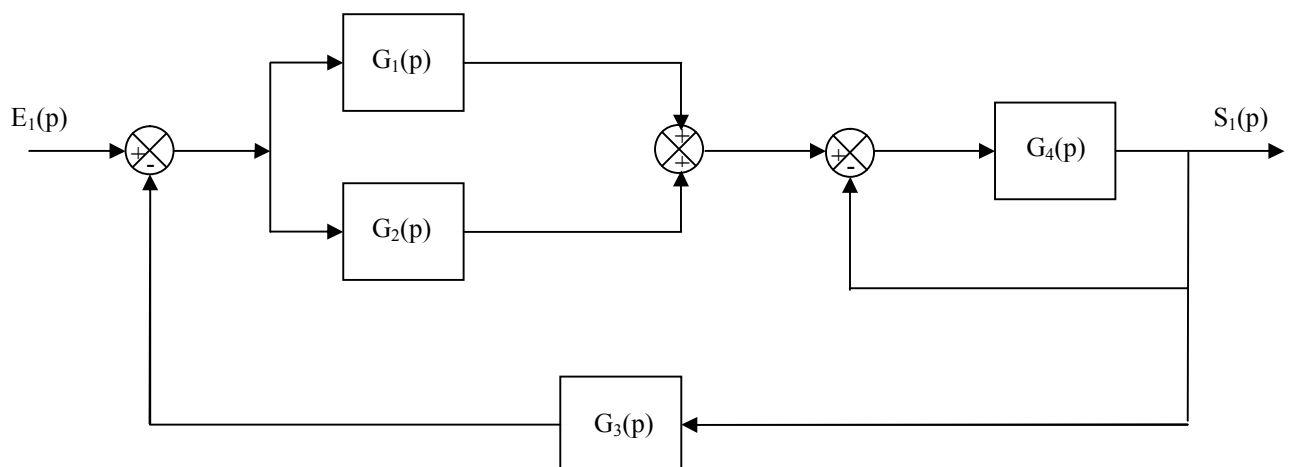 G₁(p)
E₁(p)
+
-
+
+
+
-
G₄(p)
S₁(p)
G₂(p)
G₃(p)